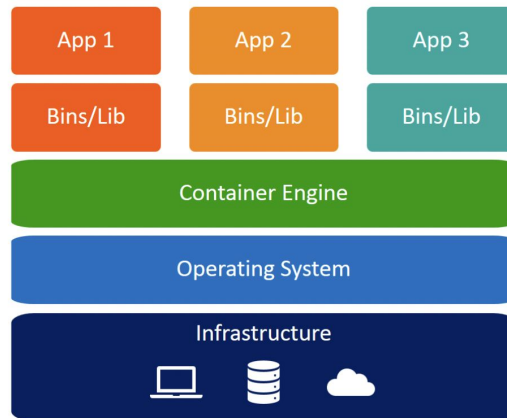 App 1
App 2
App 3
Bins/Lib
Bins/Lib
Bins/Lib
Container Engine
Operating System
Infrastructure